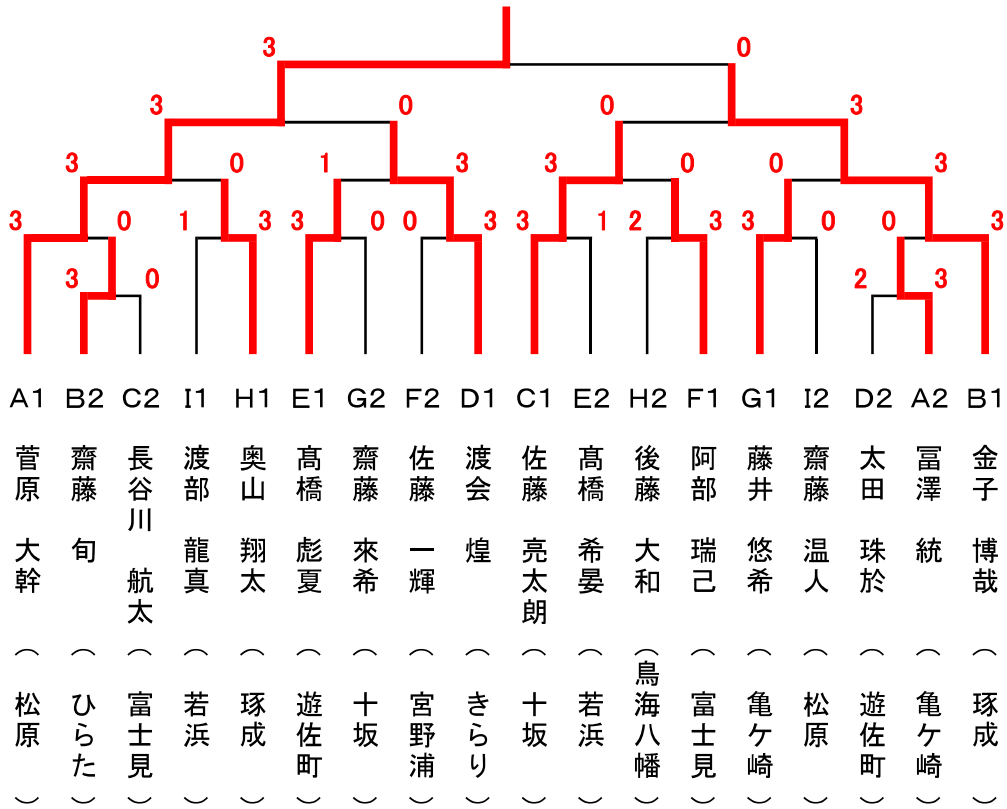 3 0
3 0 0 3
3 0 1 3 3 0 0 3
3 0 1 3 3 0 0 3 3 1 2 3 3 0 0 3
3 0 2 3
A1 B2 C2 I1 H1 E1 G2 F2 D1 C1 E2 H2 F1 G1 I2 D2 A2 B1
菅原 大幹 （松原）
齋藤 旬 （ひらた）
長谷川 航太 （富士見）
渡部 龍真 （若浜）
奥山 翔太 （琢成）
髙橋 彪夏 （遊佐町）
齋藤 來希 （十坂）
佐藤 一輝 （宮野浦）
渡会 煌 （きらり）
佐藤 亮太朗 （十坂）
髙橋 希晏 （若浜）
後藤 大和 （鳥海八幡）
阿部 瑞己 （富士見）
藤井 悠希 （亀ケ崎）
齋藤 温人 （松原）
太田 珠於 （遊佐町）
冨澤 統 （亀ケ崎）
金子 博哉 （琢成）